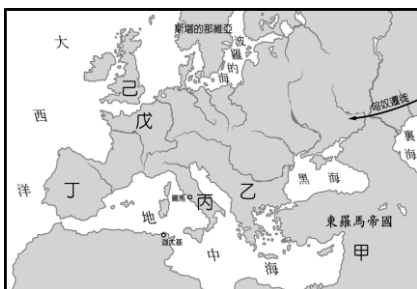 大西洋
斯堪的那維亞
波羅的海
匈奴遷徙
裏海
黑海
己
戊
丁
丙
乙
甲
羅馬
東羅馬帝國
迦太基
地中海